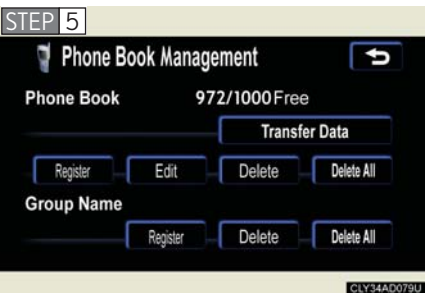 STEP 5
Phone Book Management
Phone Book 972/1000 Free
Transfer Data
Register Edit Delete Delete All
Group Name
Register Delete Delete All
CLY34AD079U